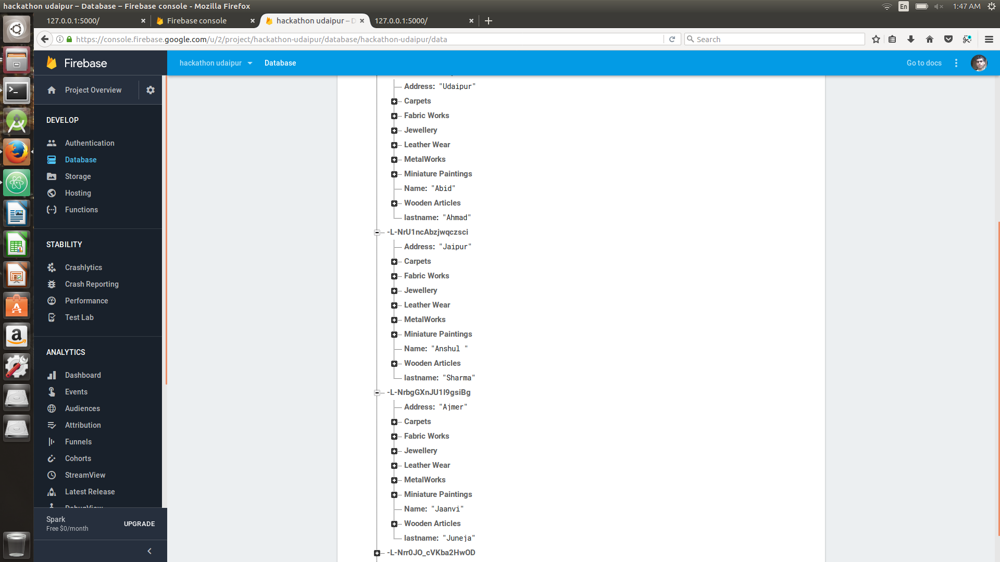 hackathon udaipur – Database – Firebase console - Mozilla Firefox
En
1:47 AM
127.0.0.1:5000/
Firebase console
hackathon udaipur – D
127.0.0.1:5000/
https://console.firebase.google.com/u/2/project/hackathon-udaipur/database/hackathon-udaipur/data
Search
Firebase
hackathon udaipur
Database
Go to docs
Project Overview
DEVELOP
Authentication
Database
Storage
Hosting
Functions
STABILITY
Crashlytics
Crash Reporting
Performance
Test Lab
ANALYTICS
Dashboard
Events
Audiences
Attribution
Funnels
Cohorts
StreamView
Latest Release
DebugView
Spark
Free $0/month
UPGRADE
Address: "Udaipur"
Carpets
Fabric Works
Jewellery
Leather Wear
MetalWorks
Miniature Paintings
Name: "Abid"
Wooden Articles
lastname: "Ahmad"
-L-NrU1ncAbzjwqczsci
Address: "Jaipur"
Carpets
Fabric Works
Jewellery
Leather Wear
MetalWorks
Miniature Paintings
Name: "Anshul "
Wooden Articles
lastname: "Sharma"
-L-NrbgGXnJU1I9gsiBg
Address: "Ajmer"
Carpets
Fabric Works
Jewellery
Leather Wear
MetalWorks
Miniature Paintings
Name: "Jaanvi"
Wooden Articles
lastname: "Juneja"
-L-Nrr0JO_cVKba2HwOD